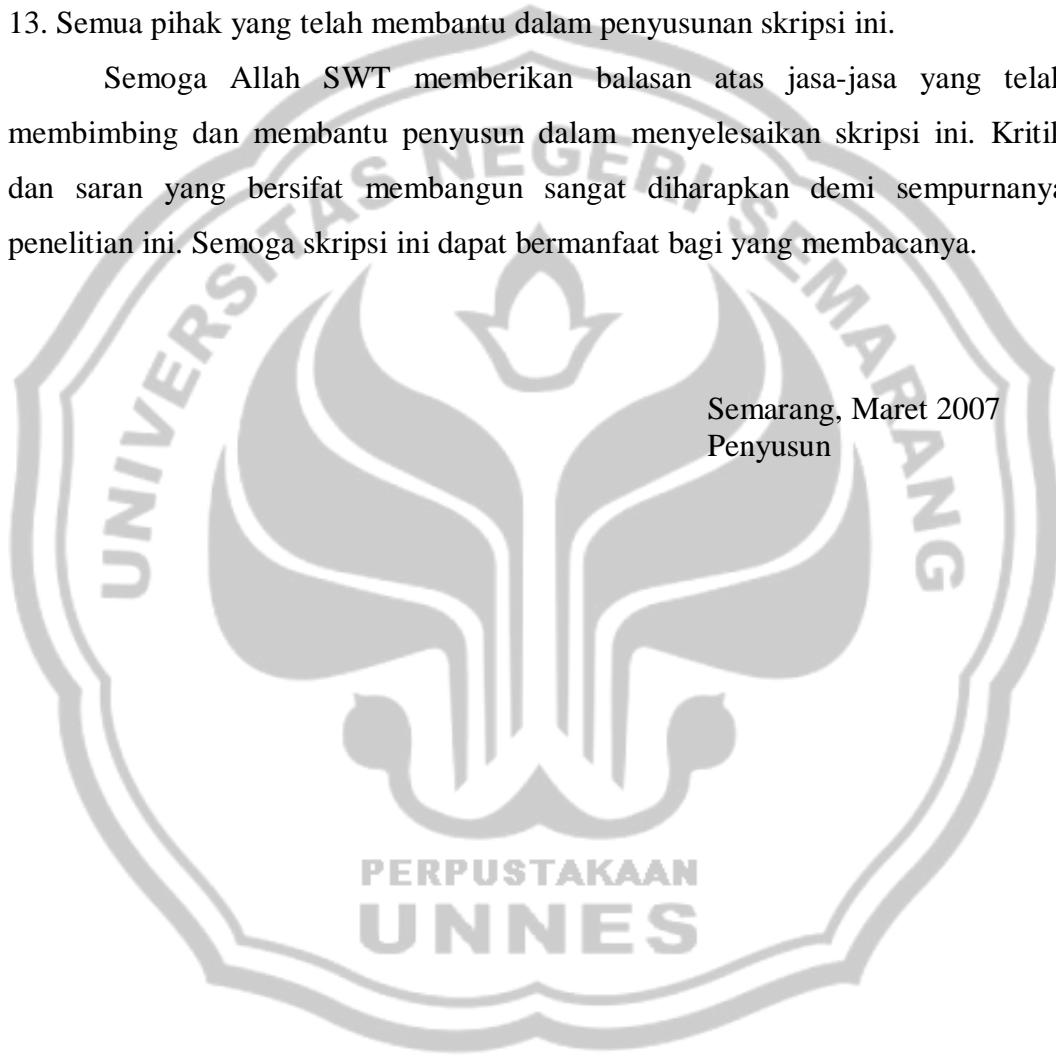 13. Semua pihak yang telah membantu dalam penyusunan skripsi ini.
Semoga Allah SWT memberikan balasan atas jasa-jasa yang telah
membimbing dan membantu penyusun dalam menyelesaikan skripsi ini. Kritik
dan saran yang bersifat membangun sangat diharapkan demi sempurnanya
penelitian ini. Semoga skripsi ini dapat bermanfaat bagi yang membacanya.
Semarang, Maret 2007
Penyusun
UNIVERSITAS NEGERI SEMARANG
PERPUSTAKAAN
UNNES